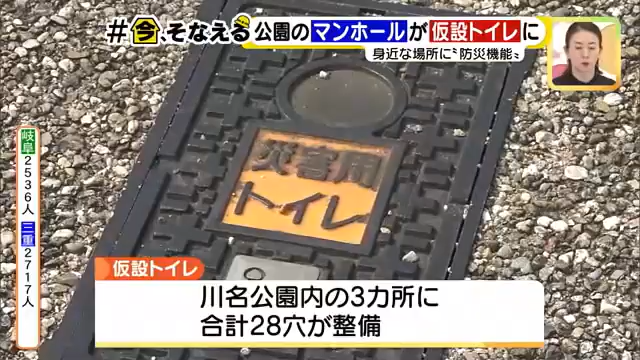 #今、そなえる 公園のマンホールが仮設トイレに
身近な場所に〝防災機能〟
岐阜2536人 三重2717人
災害用
トイレ
仮設トイレ
川名公園内の3カ所に
合計28穴が整備